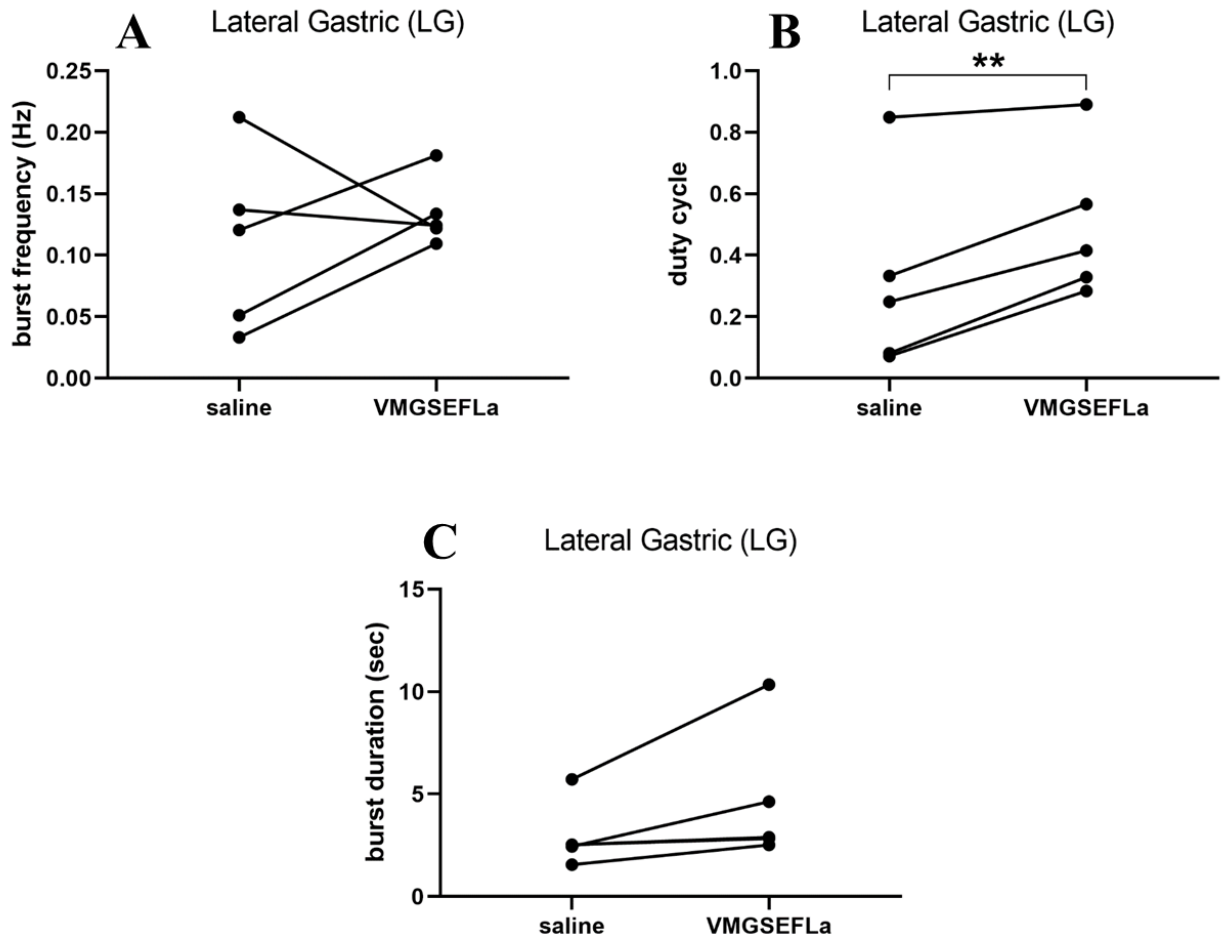 A
Lateral Gastric (LG)
burst frequency (Hz)
0.25
0.20
0.15
0.10
0.05
0.00
saline
VMGSEFLa
B
Lateral Gastric (LG)
**
duty cycle
1.0
0.8
0.6
0.4
0.2
0.0
saline
VMGSEFLa
C
Lateral Gastric (LG)
burst duration (sec)
15
10
5
0
saline
VMGSEFLa